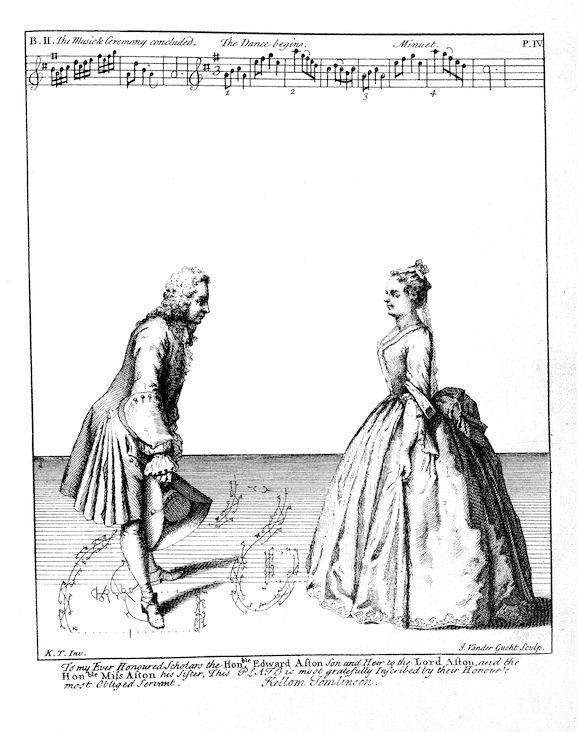 B. II. The Musick & Ceremony concluded. The Dance begins. Minuet. P. IV
3
1 2 3 4
K. T. Inv. J. Vander Gucht Sculp.
To my Ever Honoured Scholars the Hon.ble Edward Aston Son and Heir to the Lord Aston, and the
Hon.ble Miss Aston his Sister, This PLATE is most gratefully Inscribed by their Honour's
most Obliged Servant. Kellom Tomlinson.